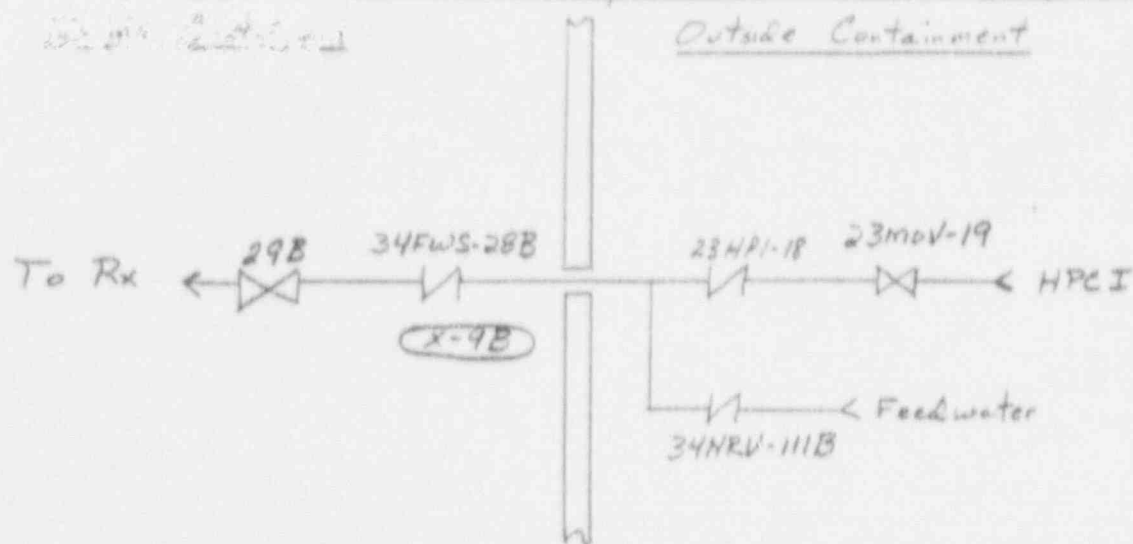 Outside Containment
29B
34FWS-28B
23HPI-18
23MOV-19
To Rx
HPCI
X-9B
Feedwater
34NRV-111B